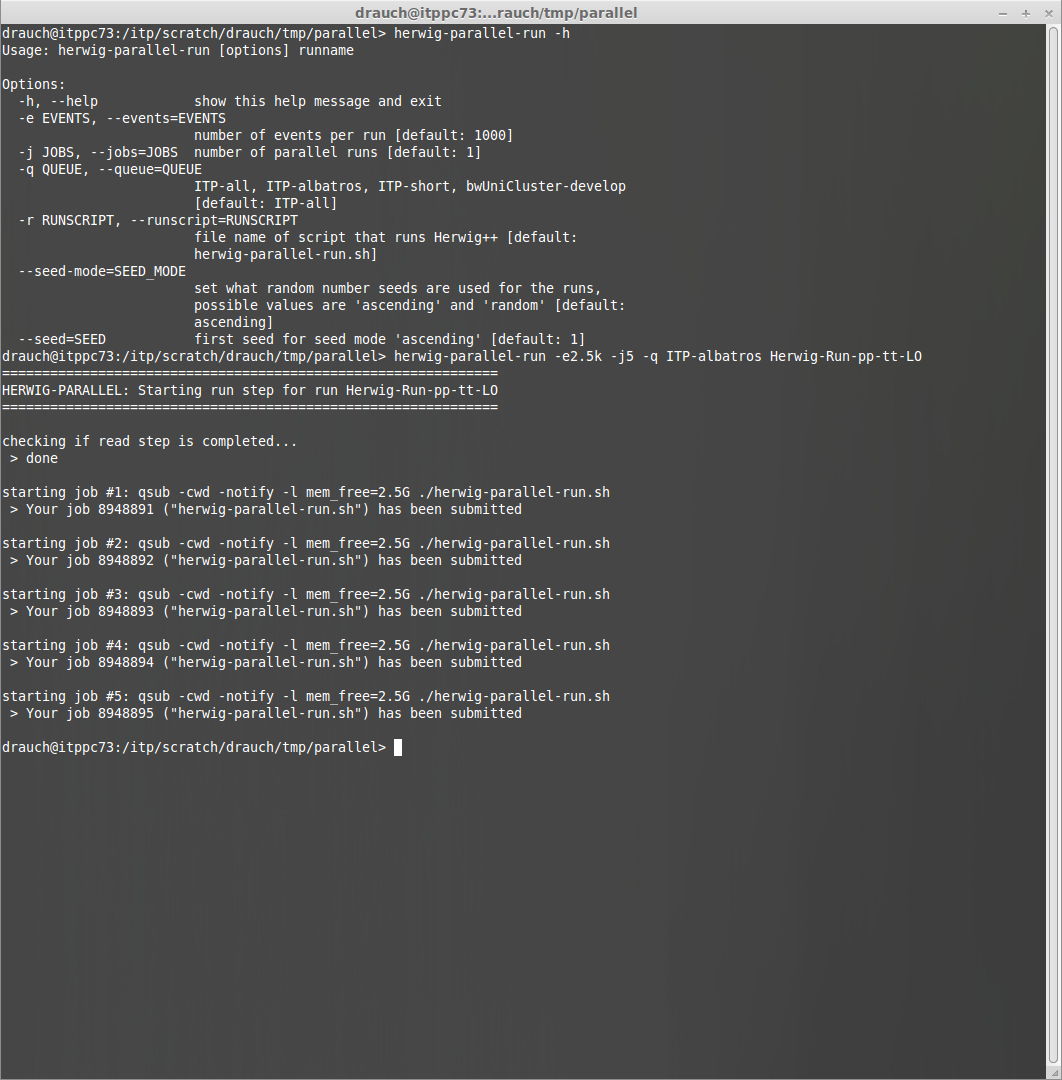 drauch@itppc73:...rauch/tmp/parallel
drauch@itppc73:/itp/scratch/drauch/tmp/parallel> herwig-parallel-run -h
Usage: herwig-parallel-run [options] runname
Options:
  -h, --help            show this help message and exit
  -e EVENTS, --events=EVENTS
                        number of events per run [default: 1000]
  -j JOBS, --jobs=JOBS  number of parallel runs [default: 1]
  -q QUEUE, --queue=QUEUE
                        ITP-all, ITP-albatros, ITP-short, bwUniCluster-develop
                        [default: ITP-all]
  -r RUNSCRIPT, --runscript=RUNSCRIPT
                        file name of script that runs Herwig++ [default:
                        herwig-parallel-run.sh]
  --seed-mode=SEED_MODE
                        set what random number seeds are used for the runs,
                        possible values are 'ascending' and 'random' [default:
                        ascending]
  --seed=SEED           first seed for seed mode 'ascending' [default: 1]
drauch@itppc73:/itp/scratch/drauch/tmp/parallel> herwig-parallel-run -e2.5k -j5 -q ITP-albatros Herwig-Run-pp-tt-LO
==============================================================
HERWIG-PARALLEL: Starting run step for run Herwig-Run-pp-tt-LO
==============================================================
checking if read step is completed...
 > done
starting job #1: qsub -cwd -notify -l mem_free=2.5G ./herwig-parallel-run.sh
 > Your job 8948891 ("herwig-parallel-run.sh") has been submitted
starting job #2: qsub -cwd -notify -l mem_free=2.5G ./herwig-parallel-run.sh
 > Your job 8948892 ("herwig-parallel-run.sh") has been submitted
starting job #3: qsub -cwd -notify -l mem_free=2.5G ./herwig-parallel-run.sh
 > Your job 8948893 ("herwig-parallel-run.sh") has been submitted
starting job #4: qsub -cwd -notify -l mem_free=2.5G ./herwig-parallel-run.sh
 > Your job 8948894 ("herwig-parallel-run.sh") has been submitted
starting job #5: qsub -cwd -notify -l mem_free=2.5G ./herwig-parallel-run.sh
 > Your job 8948895 ("herwig-parallel-run.sh") has been submitted
drauch@itppc73:/itp/scratch/drauch/tmp/parallel>